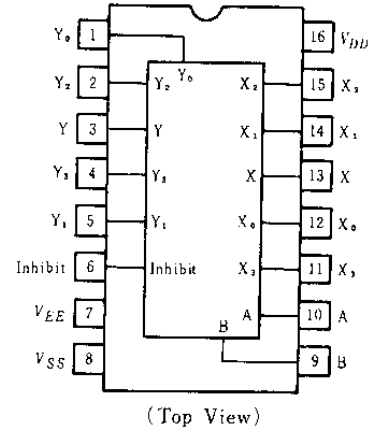 Y₀ 1 16 V_DD
Y₀
Y₂ 2 Y₂ X₂ 15 X₂
Y 3 Y X₁ 14 X₁
Y₃ 4 Y₃ X 13 X
Y₁ 5 Y₁ X₀ 12 X₀
Inhibit 6 Inhibit X₃ 11 X₃
V_EE 7 A 10 A
B
V_SS 8 9 B
(Top View)